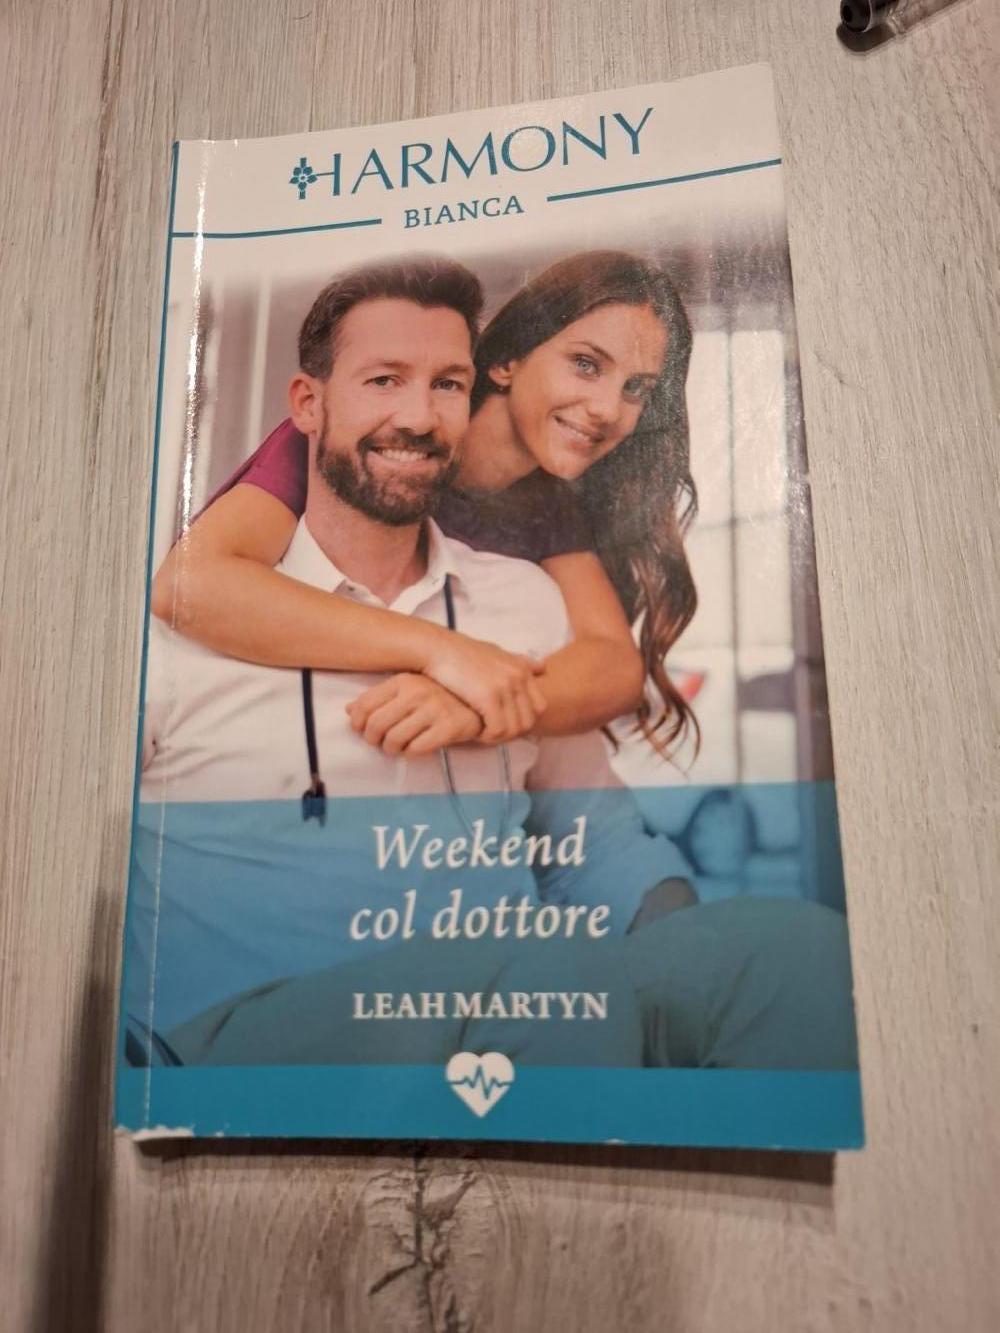 HARMONY
BIANCA
Weekend
col dottore
LEAH MARTYN